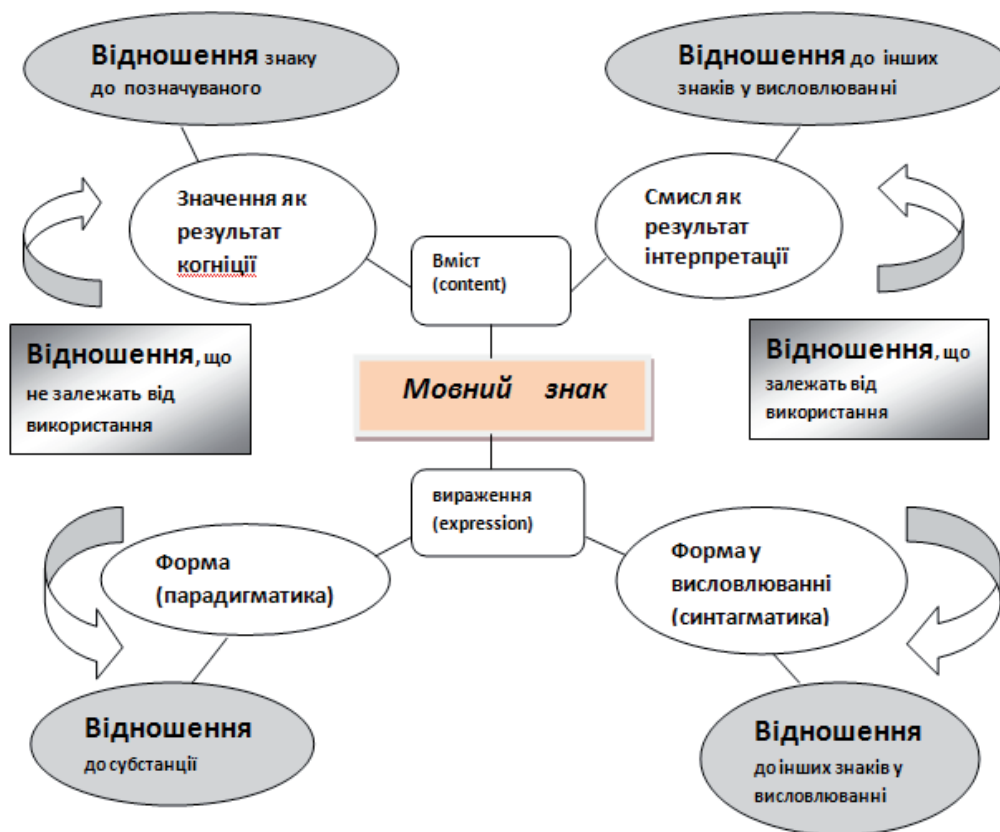 Відношення знаку
до позначуваного
Відношення до інших
знаків у висловлюванні
Значення як
результат
когніції
Смисл як
результат
інтерпретації
Вміст
(content)
Відношення, що
не залежать від
використання
Мовний знак
Відношення, що
залежать від
використання
вираження
(expression)
Форма
(парадигматика)
Форма у
висловлюванні
(синтагматика)
Відношення
до субстанції
Відношення
до інших знаків у
висловлюванні